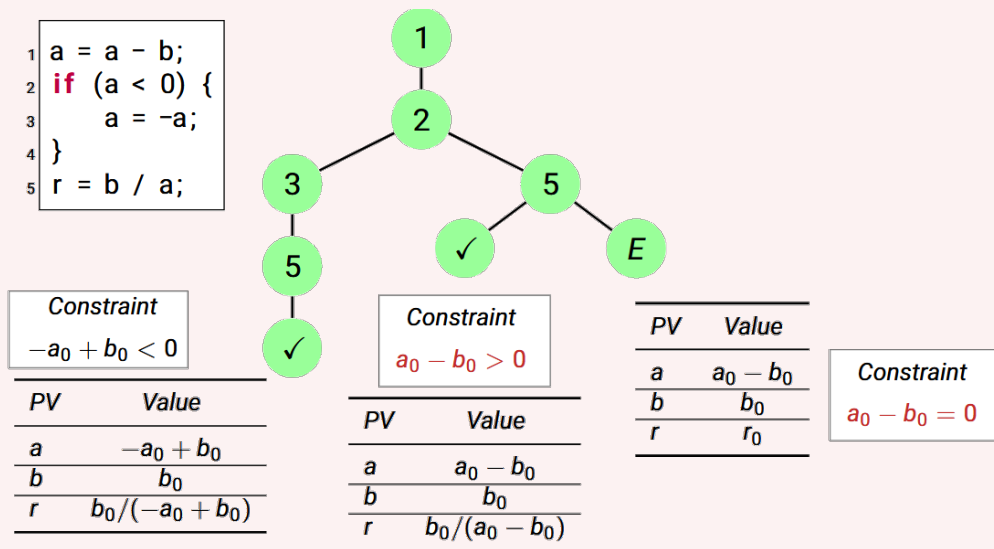 1 a = a - b;
2 if (a < 0) {
3 a = -a;
4 }
5 r = b / a;
1
2
3
5
5
✓
E
✓
Constraint
−a₀ + b₀ < 0
PV Value
a −a₀ + b₀
b b₀
r b₀/(−a₀ + b₀)
Constraint
a₀ − b₀ > 0
PV Value
a a₀ − b₀
b b₀
r b₀/(a₀ − b₀)
PV Value
a a₀ − b₀
b b₀
r r₀
Constraint
a₀ − b₀ = 0